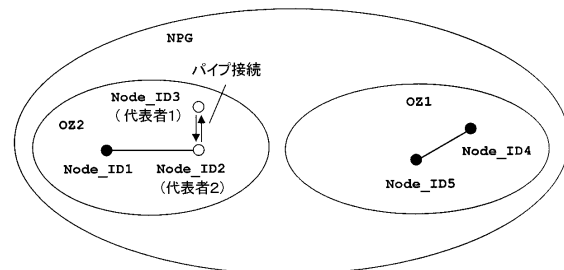 NPG
パイプ接続
Node_ID3
(代表者1)
OZ2
Node_ID1
Node_ID2
(代表者2)
OZ1
Node_ID4
Node_ID5